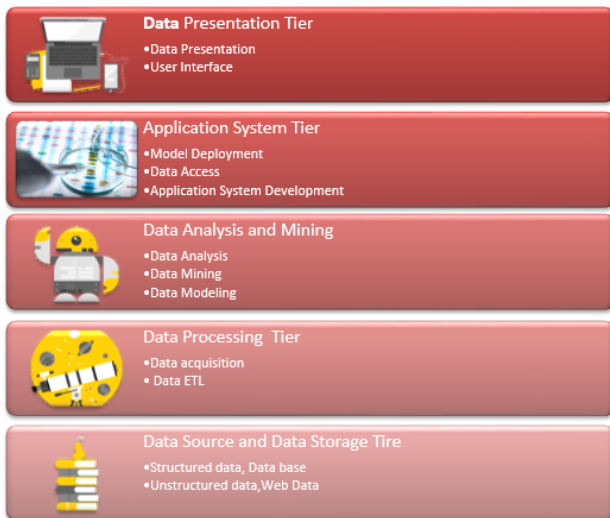 Data Presentation Tier
•Data Presentation
•User Interface
Application System Tier
•Model Deployment
•Data Access
•Application System Development
Data Analysis and Mining
•Data Analysis
•Data Mining
•Data Modeling
Data Processing Tier
•Data acquisition
• Data ETL
Data Source and Data Storage Tire
•Structured data, Data base
•Unstructured data,Web Data